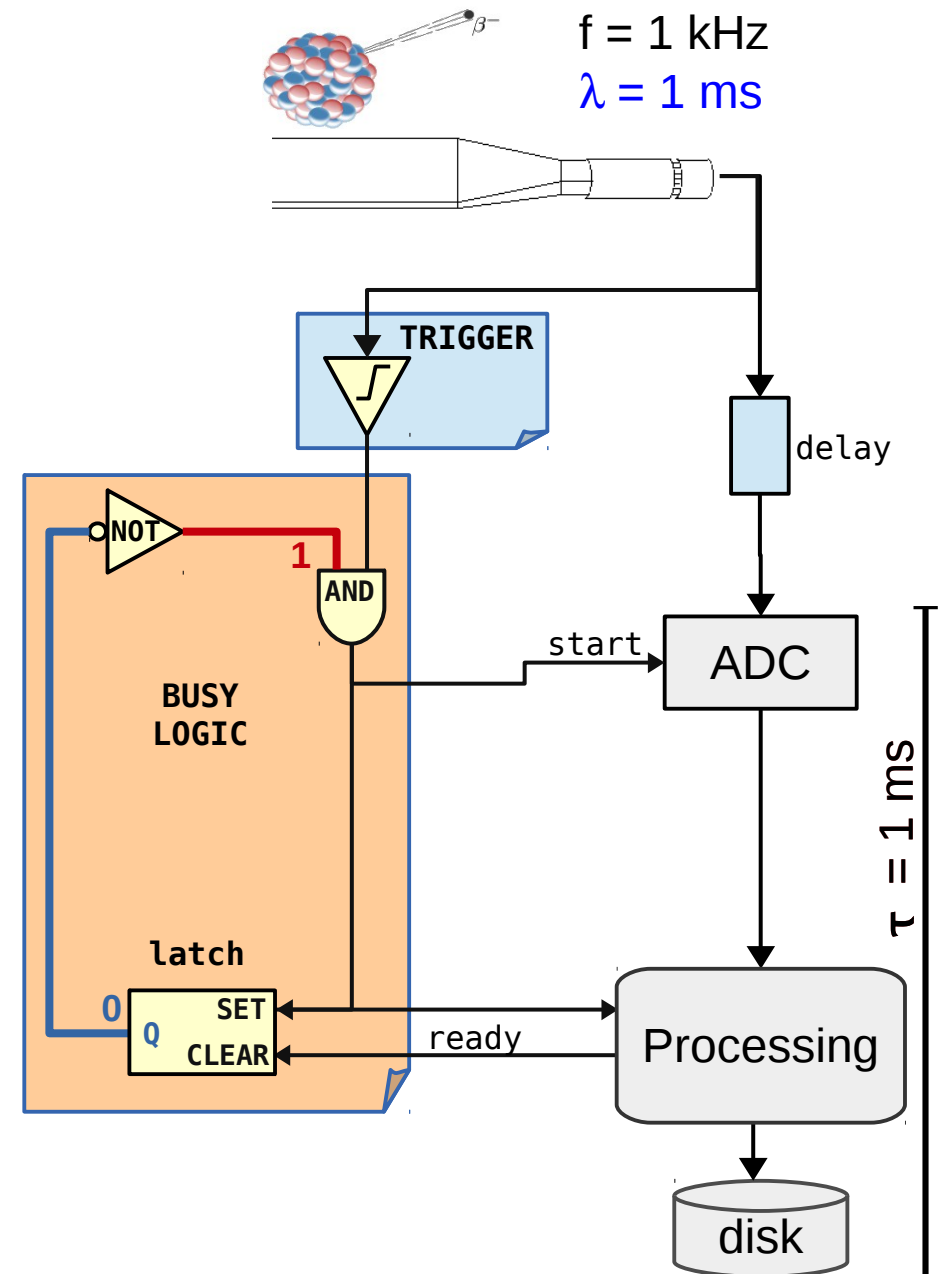 β−
f = 1 kHz
λ = 1 ms
TRIGGER
delay
NOT
1
AND
start
ADC
BUSY
LOGIC
τ = 1 ms
latch
0
Q
SET
CLEAR
ready
Processing
disk